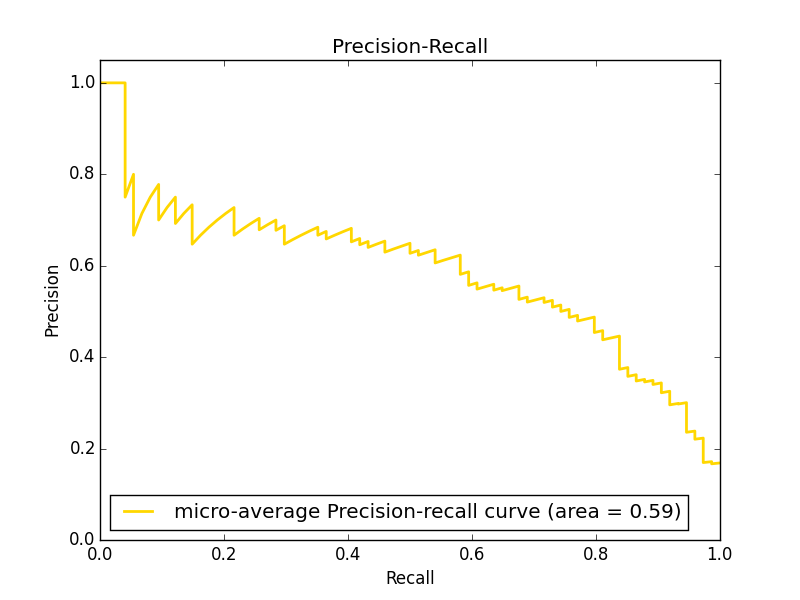 Precision-Recall
1.0
0.8
0.6
0.4
0.2
0.0
Precision
micro-average Precision-recall curve (area = 0.59)
0.0 0.2 0.4 0.6 0.8 1.0
Recall